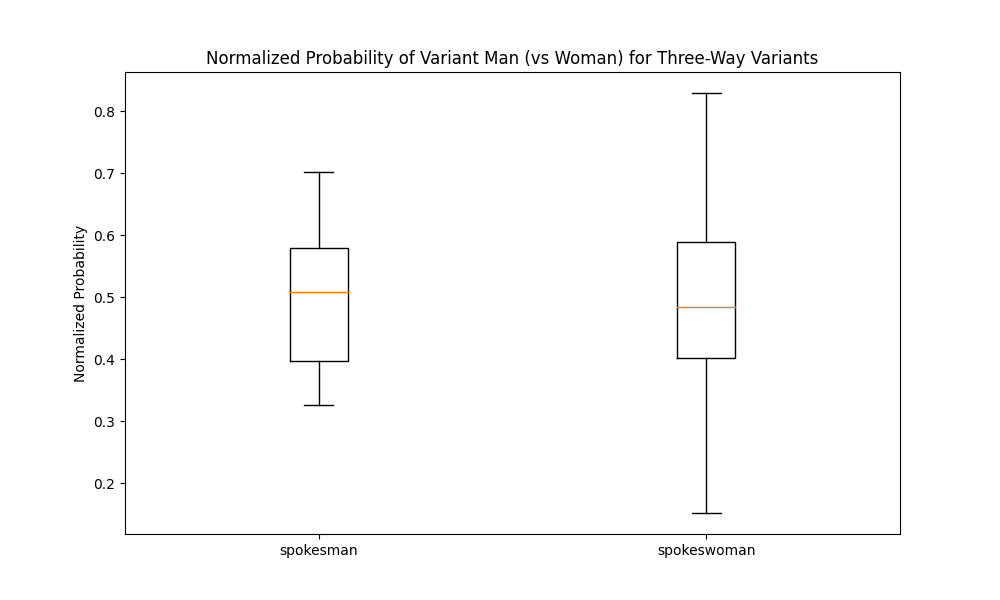 Normalized Probability of Variant Man (vs Woman) for Three-Way Variants
Normalized Probability
0.8
0.7
0.6
0.5
0.4
0.3
0.2
spokesman
spokeswoman